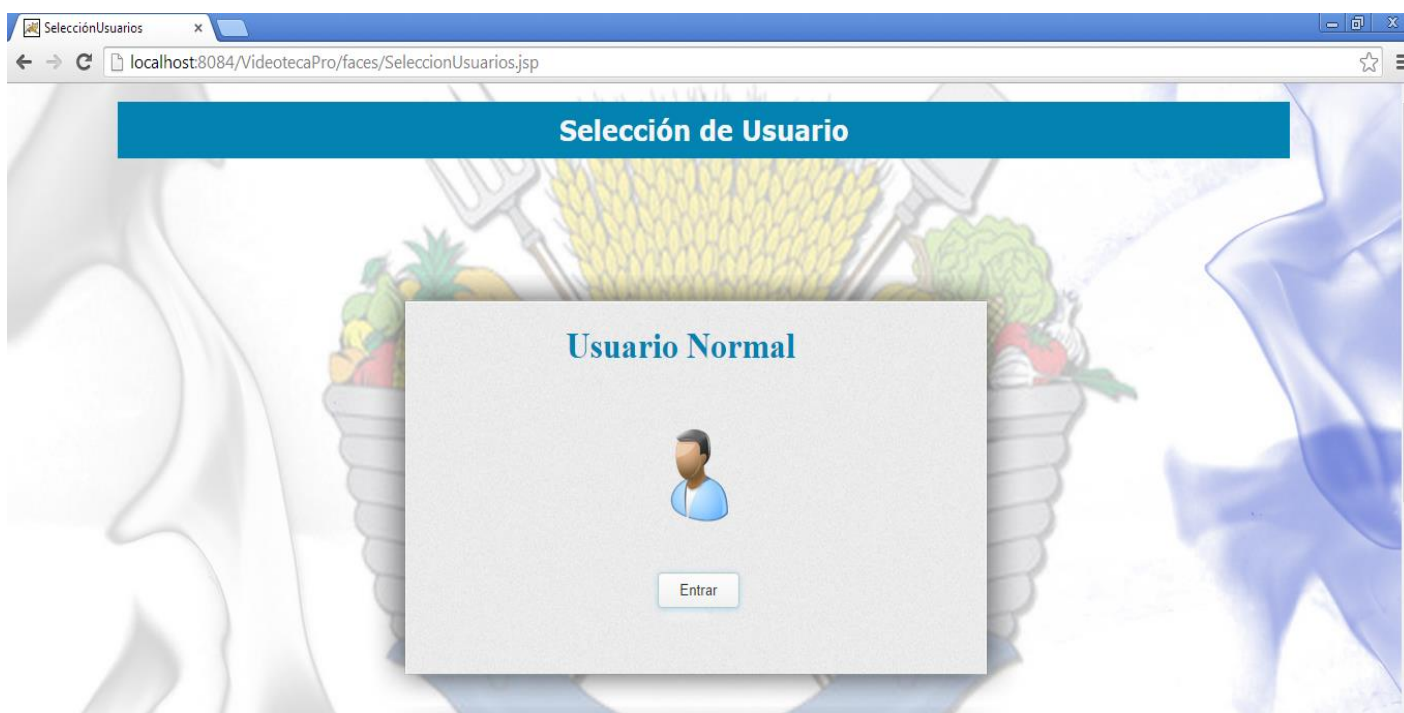 SelecciónUsuarios
localhost:8084/VideotecaPro/faces/SeleccionUsuarios.jsp
Selección de Usuario
Usuario Normal
Entrar